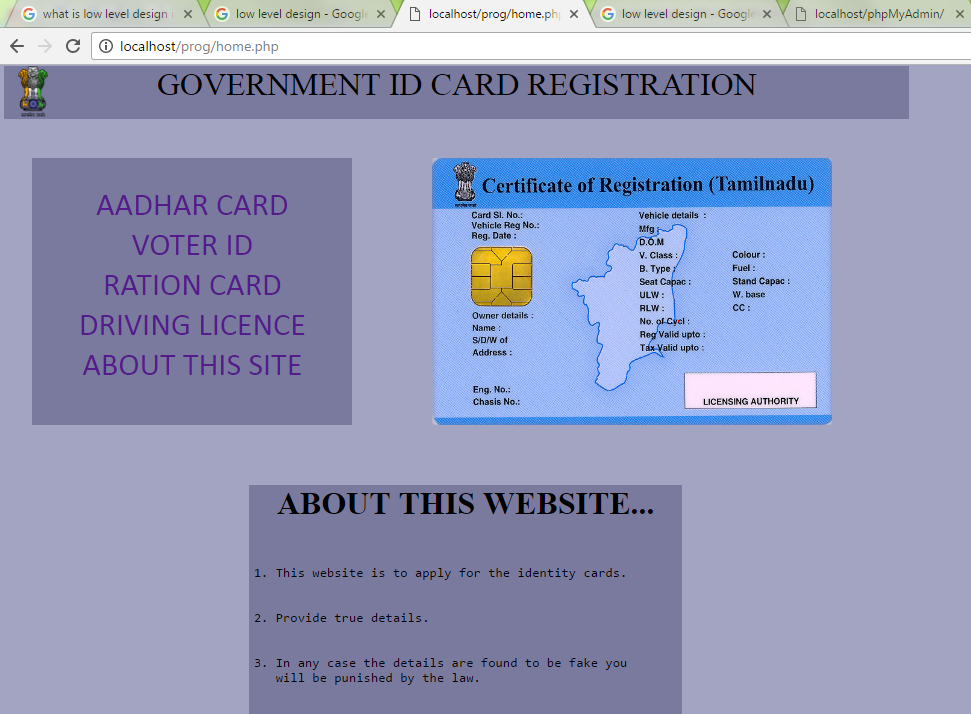 what is low level design
low level design - Google
localhost/prog/home.php
low level design - Google
localhost/phpMyAdmin/
localhost/prog/home.php
GOVERNMENT ID CARD REGISTRATION
AADHAR CARD
VOTER ID
RATION CARD
DRIVING LICENCE
ABOUT THIS SITE
Certificate of Registration (Tamilnadu)
Card Sl. No.:
Vehicle Reg No.:
Reg. Date :
Owner details :
Name :
S/D/W of
Address :
Eng. No.:
Chasis No.:
Vehicle details :
Mfg :
D.O.M
V. Class :
B. Type :
Seat Capac :
ULW :
RLW :
No. of Cycl :
Reg Valid upto :
Tax Valid upto :
Colour :
Fuel :
Stand Capac :
W. base
CC :
LICENSING AUTHORITY
ABOUT THIS WEBSITE...
1. This website is to apply for the identity cards.
2. Provide true details.
3. In any case the details are found to be fake you
will be punished by the law.